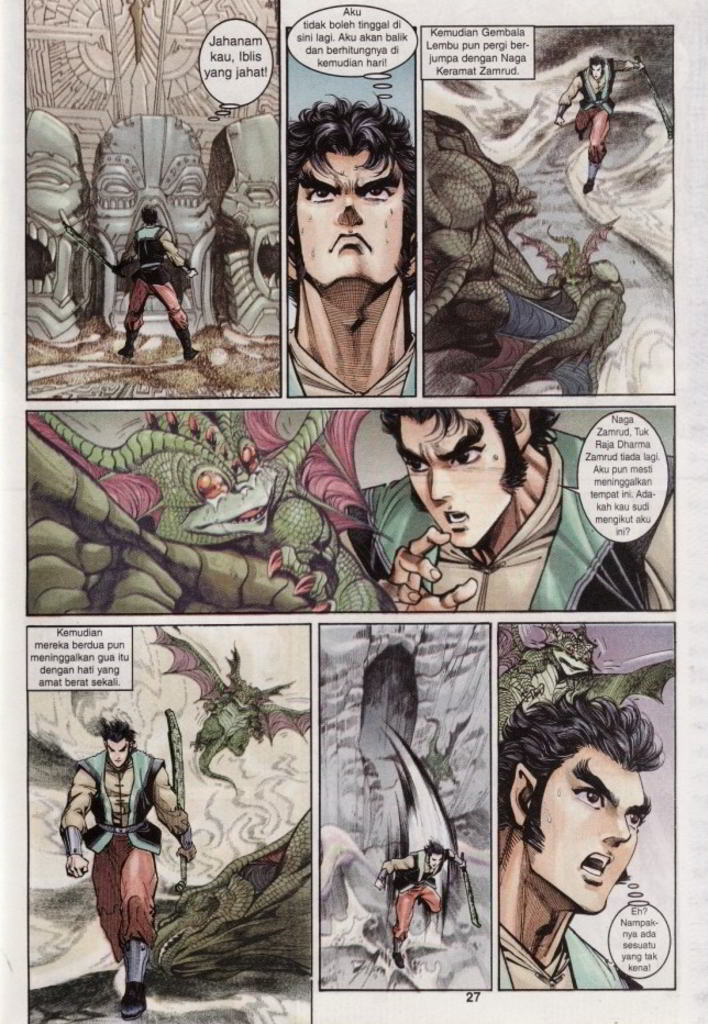 Jahanam
kau, Iblis
yang jahat!
Aku
tidak boleh tinggal di
sini lagi. Aku akan balik
dan berhitungnya di
kemudian hari!
Kemudian Gembala
Lembu pun pergi ber-
jumpa dengan Naga
Keramat Zamrud.
Naga
Zamrud, Tuk
Raja Dharma
Zamrud tiada lagi.
Aku pun mesti
meninggalkan
tempat ini. Ada-
kah kau sudi
mengikut aku
ini?
Kemudian
mereka berdua pun
meninggalkan gua itu
dengan hati yang
amat berat sekali.
Eh?
Nampak-
nya ada
sesuatu
yang tak
kena!
27